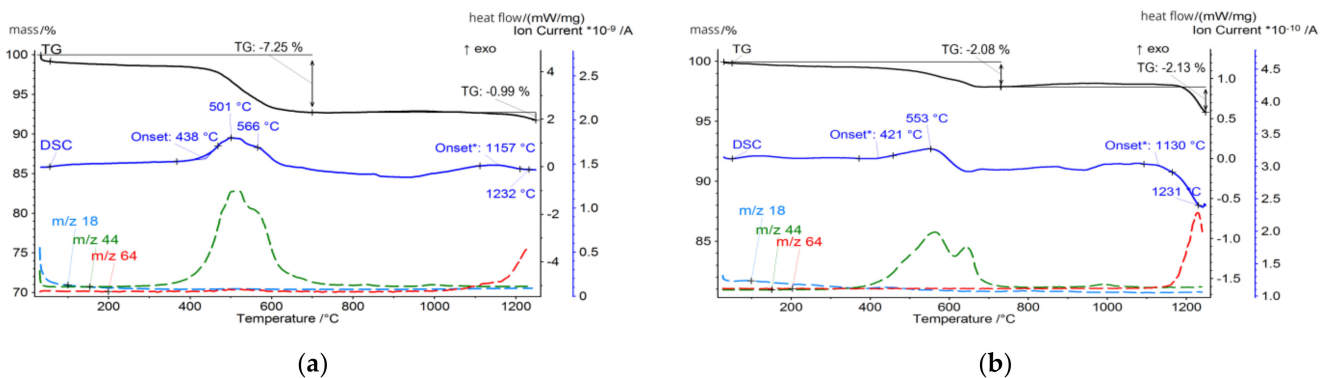 heat flow/(mW/mg)
mass/%
Ion Current *10-9 /A
TG
TG: -7.25 %
↑ exo
100
4
2.5
TG: -0.99 %
95
2
2.0
501 °C
90
Onset: 438 °C
566 °C
Onset*: 1157 °C
DSC
0
1.5
85
1232 °C
80
-2
1.0
m/z 18
75
m/z 44
m/z 64
-4
0.5
70
0
200
400
600
800
1000
1200
Temperature /°C
(a)
heat flow/(mW/mg)
mass/%
Ion Current *10-10 /A
TG
TG: -2.08 %
↑ exo
TG: -2.13 %
100
1.0
4.5
4.0
95
0.5
3.5
553 °C
Onset*: 421 °C
Onset*: 1130 °C
DSC
0.0
3.0
90
-0.5
2.5
1231 °C
m/z 18
m/z 44
m/z 64
85
-1.0
2.0
-1.5
1.5
1.0
200
400
600
800
1000
1200
Temperature /°C
(b)